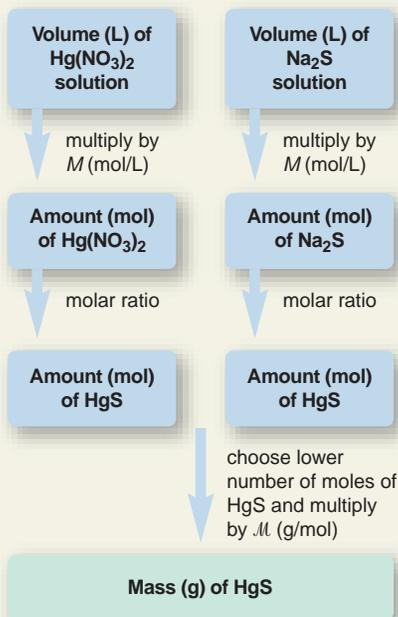 Volume (L) of
Hg(NO₃)₂
solution
Volume (L) of
Na₂S
solution
multiply by
M (mol/L)
multiply by
M (mol/L)
Amount (mol)
of Hg(NO₃)₂
Amount (mol)
of Na₂S
molar ratio
molar ratio
Amount (mol)
of HgS
Amount (mol)
of HgS
choose lower
number of moles of
HgS and multiply
by ℳ (g/mol)
Mass (g) of HgS